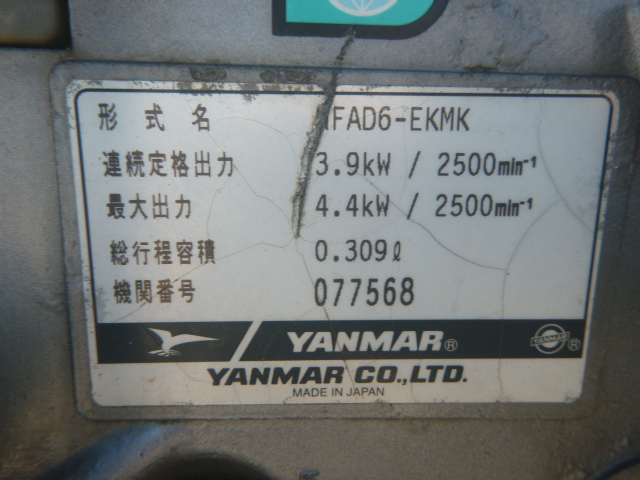 形式名 NFAD6-EKMK
連続定格出力 3.9kW / 2500min⁻¹
最大出力 4.4kW / 2500min⁻¹
総行程容積 0.309ℓ
機関番号 077568
YANMAR® YANMAR ®
YANMAR CO.,LTD.
MADE IN JAPAN